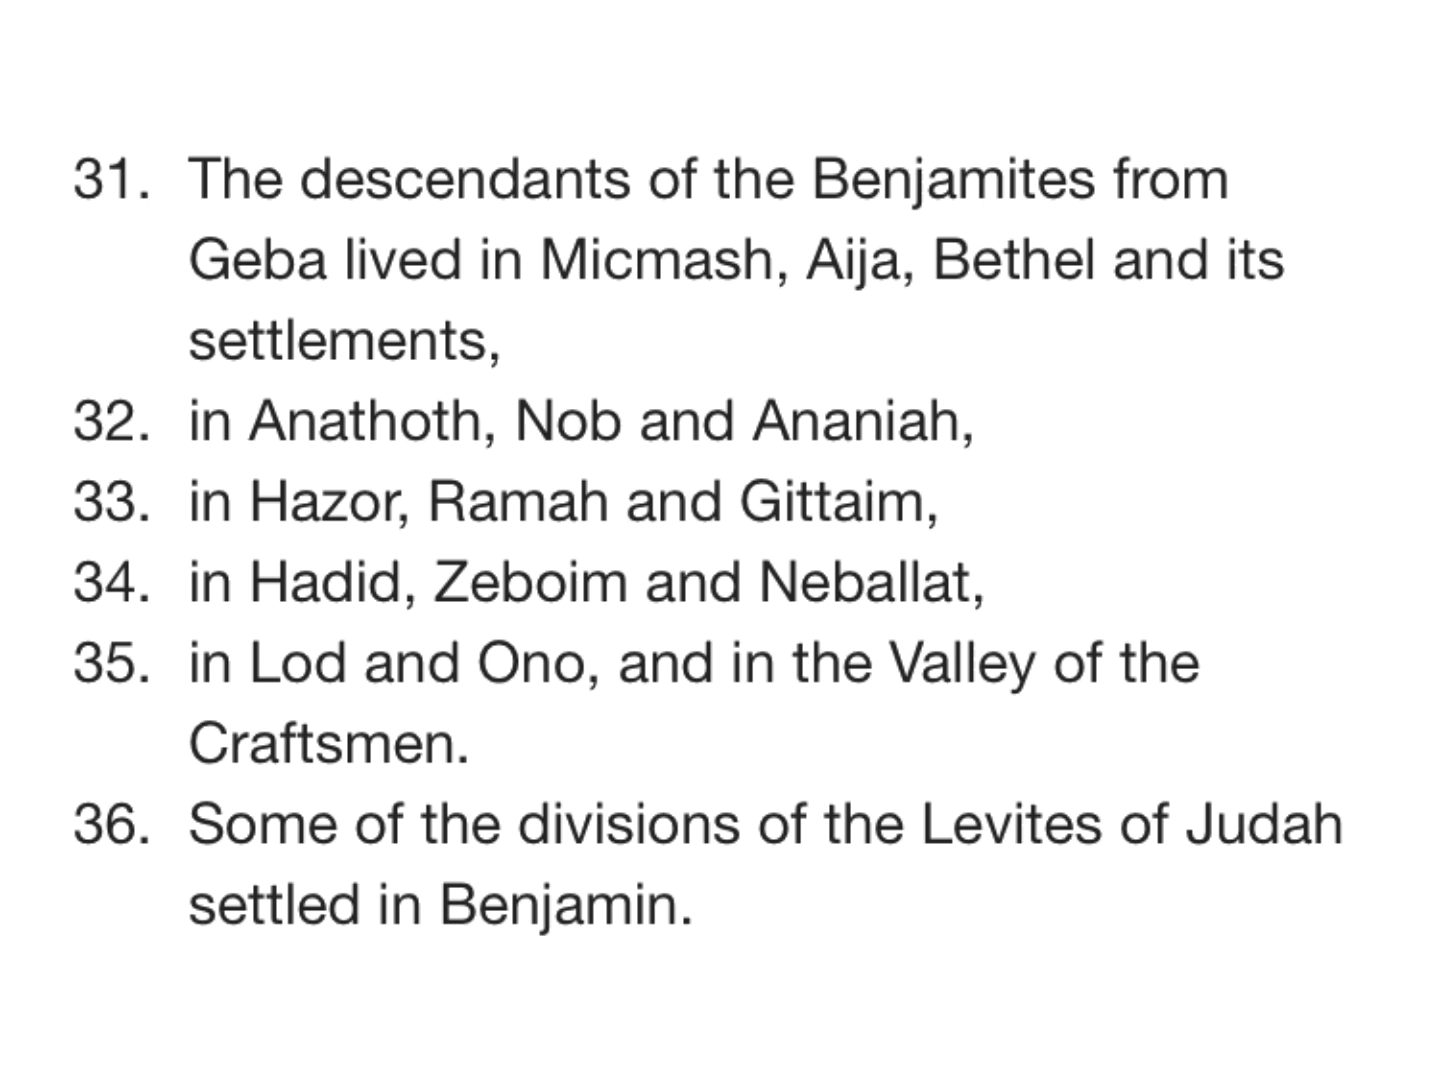 31. The descendants of the Benjamites from
Geba lived in Micmash, Aija, Bethel and its
settlements,
32. in Anathoth, Nob and Ananiah,
33. in Hazor, Ramah and Gittaim,
34. in Hadid, Zeboim and Neballat,
35. in Lod and Ono, and in the Valley of the
Craftsmen.
36. Some of the divisions of the Levites of Judah
settled in Benjamin.